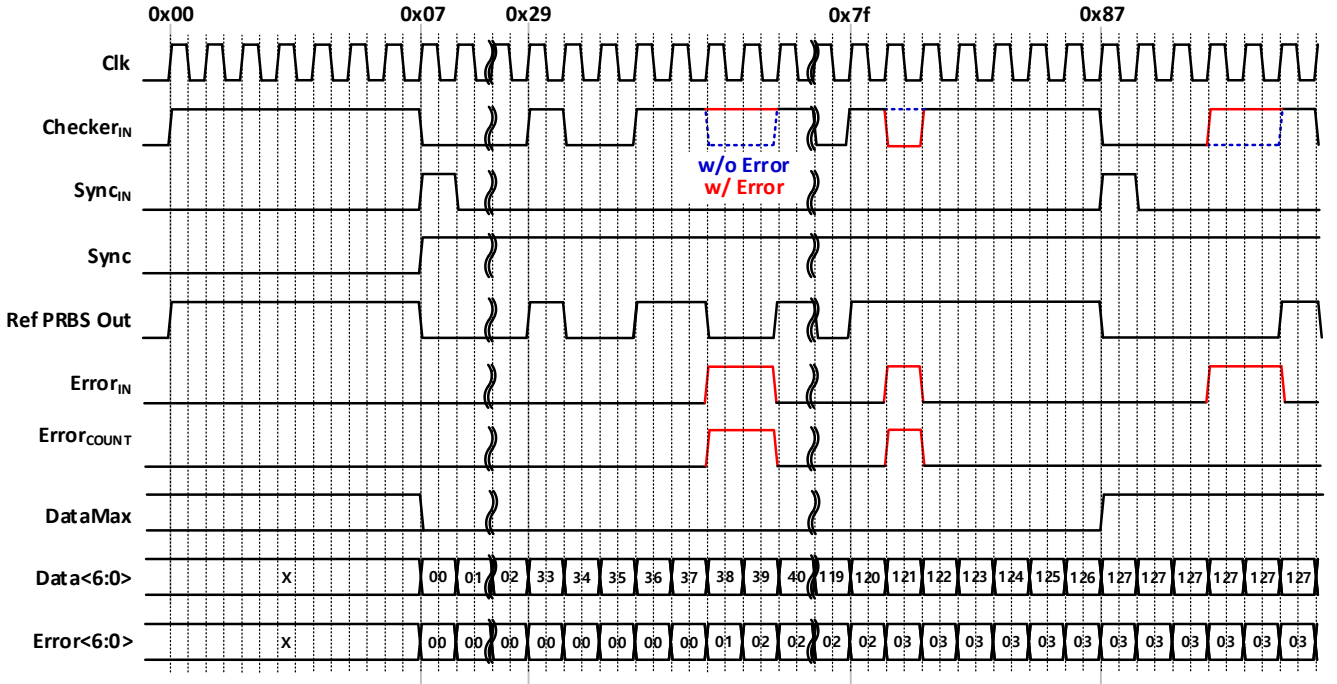 0x00 0x07 0x29 0x7f 0x87
Clk
CheckerIN
w/o Error
w/ Error
SyncIN
Sync
Ref PRBS Out
ErrorIN
ErrorCOUNT
DataMax
Data<6:0> X 00 01 02 33 34 35 36 37 38 39 40 119 120 121 122 123 124 125 126 127 127 127 127 127 127
Error<6:0> X 00 00 00 00 00 00 00 00 01 02 02 02 02 03 03 03 03 03 03 03 03 03 03 03 03